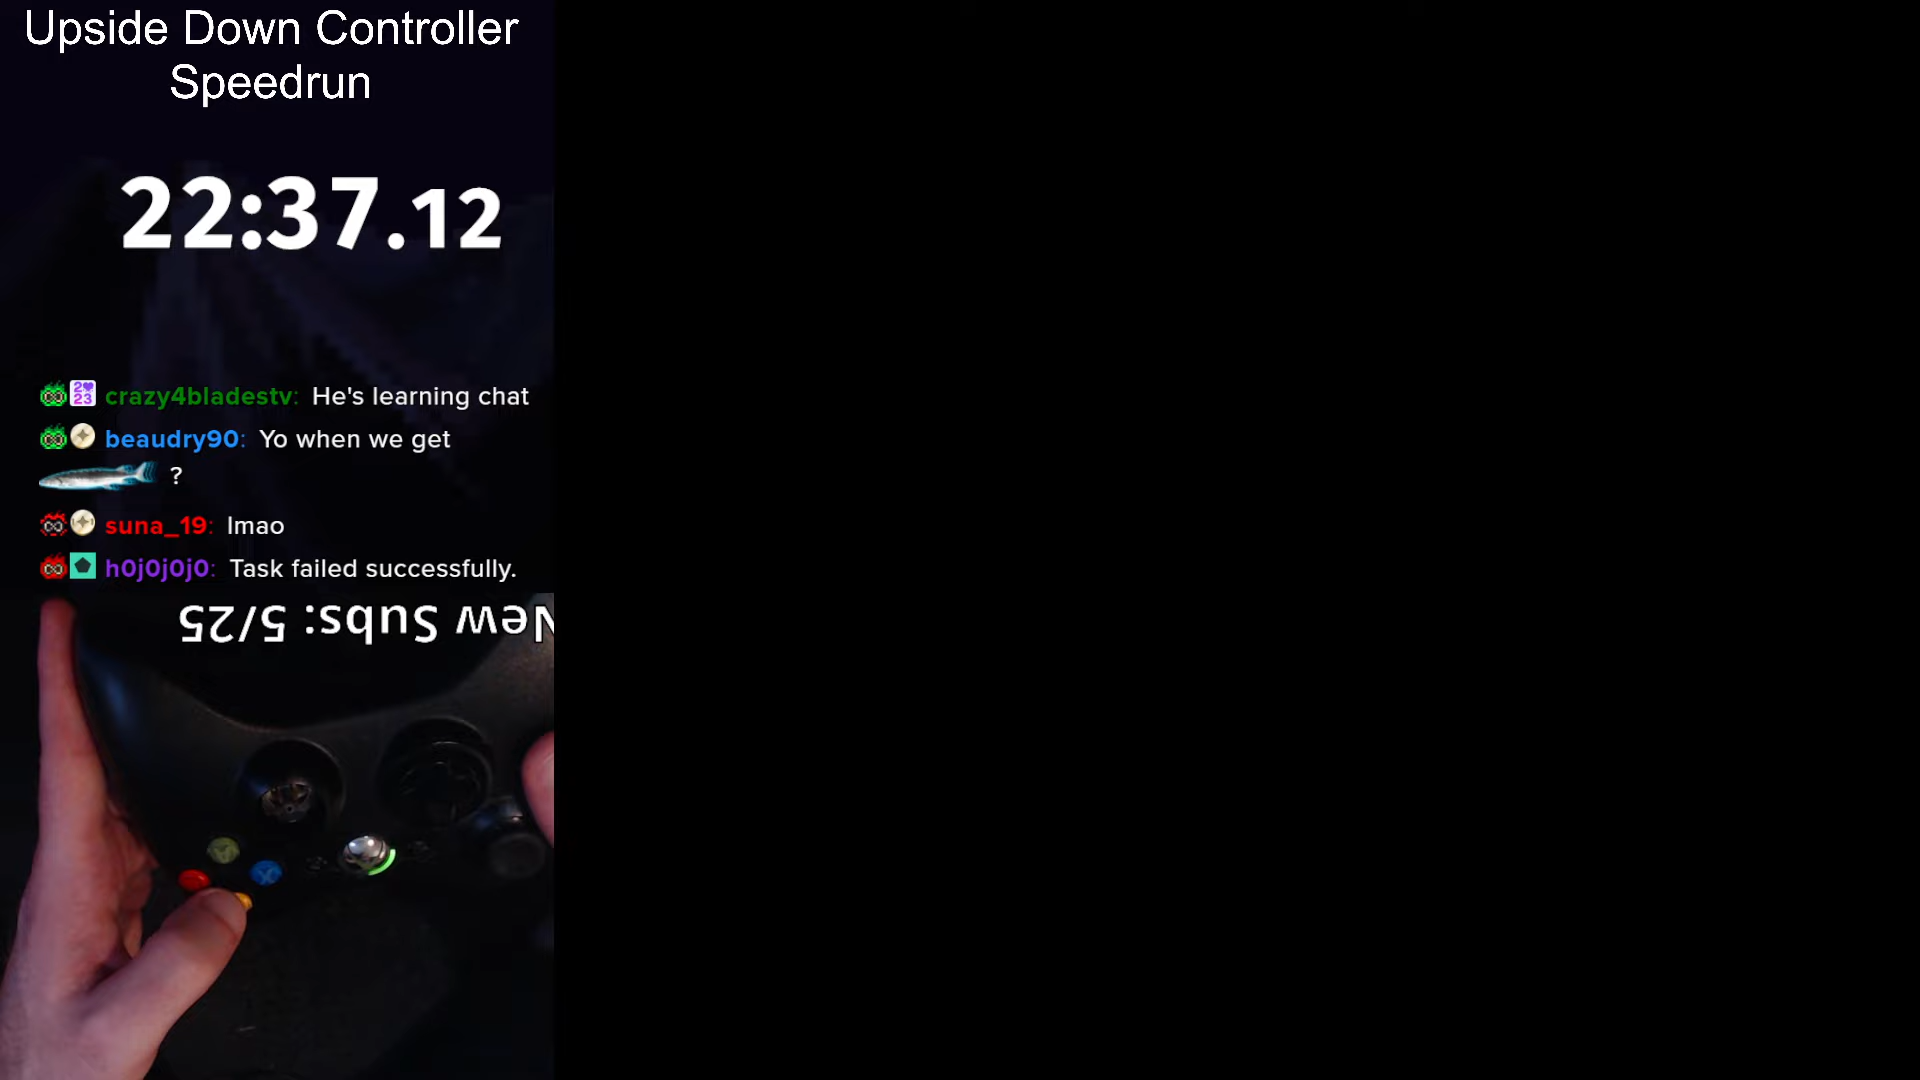 Upside Down Controller
Speedrun
22:37.12
crazy4bladestv: He's learning chat
beaudry90: Yo when we get
?
suna_19: lmao
h0j0j0j0: Task failed successfully.
New Subs: 5/25